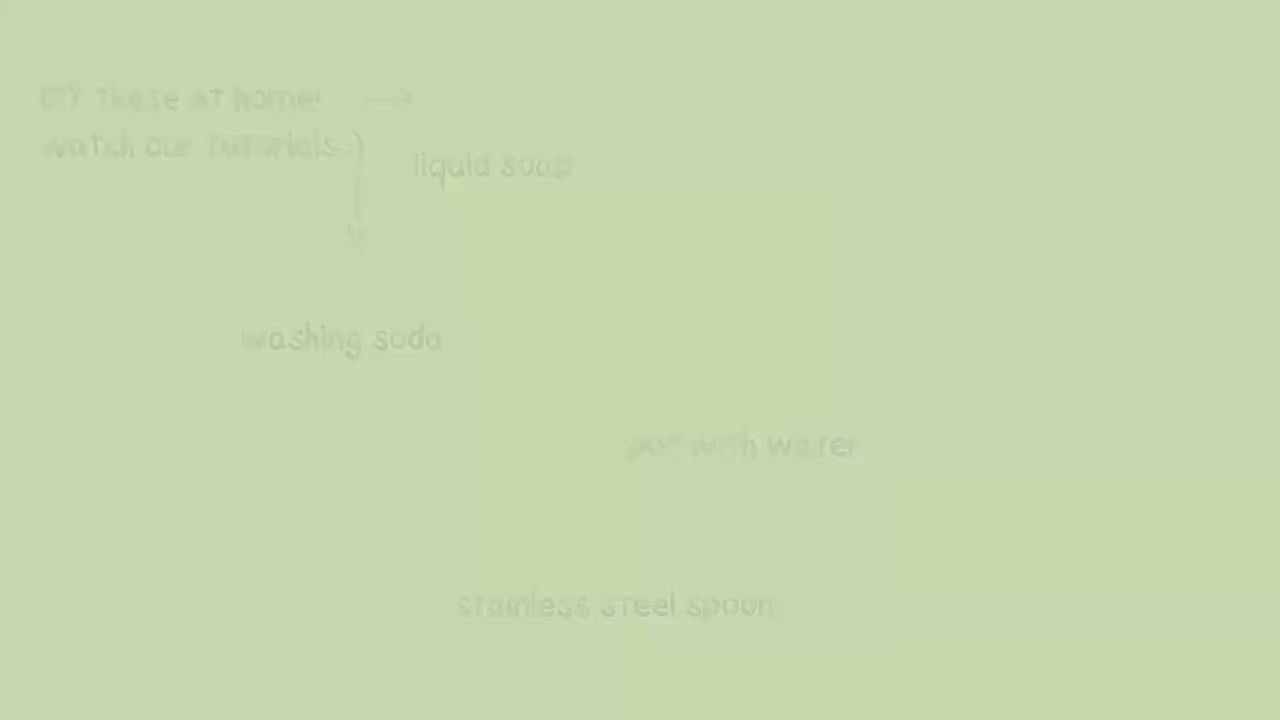 DIY these at home!
watch our tutorials :)
liquid soap
washing soda
pot with water
stainless steel spoon